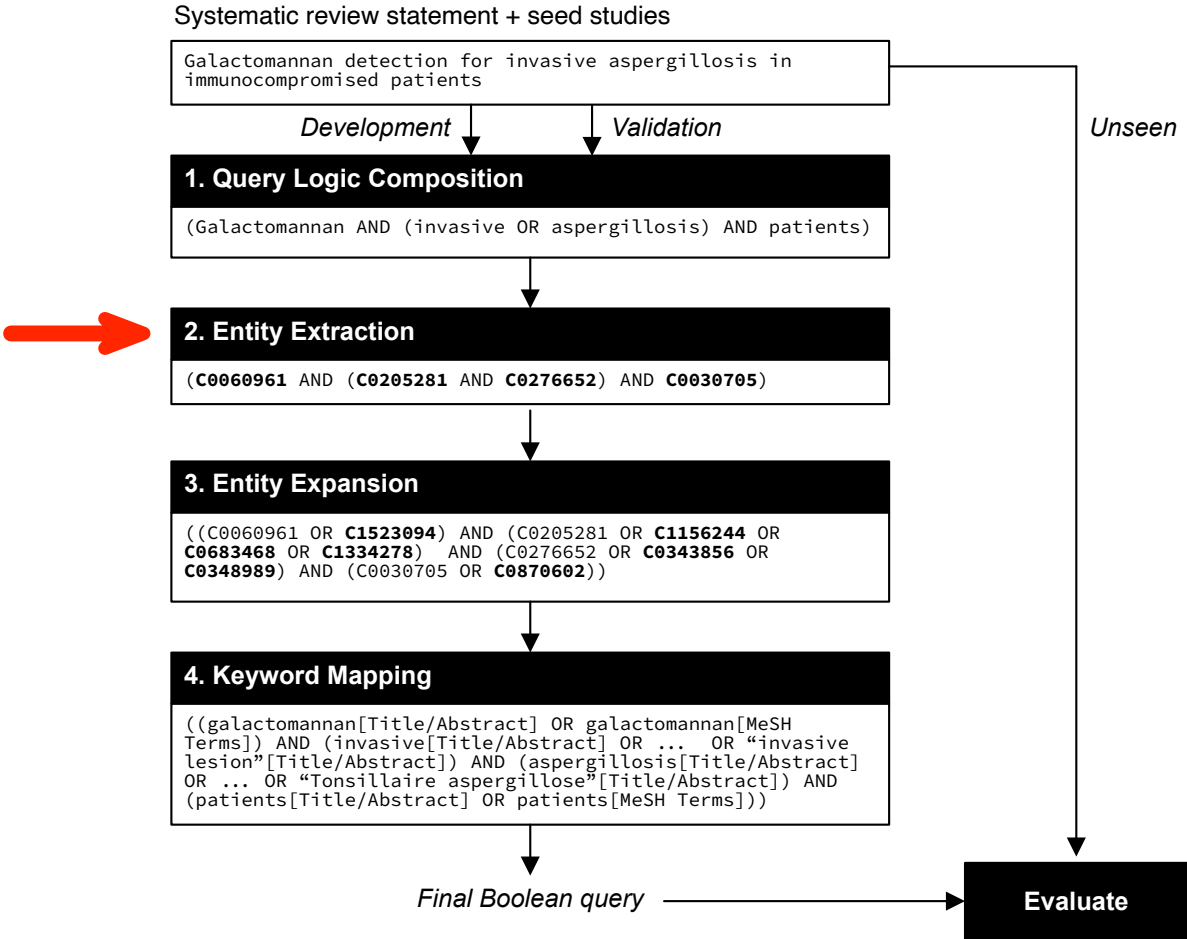 Systematic review statement + seed studies
Galactomannan detection for invasive aspergillosis in
immunocompromised patients
Development
Validation
Unseen
1. Query Logic Composition
(Galactomannan AND (invasive OR aspergillosis) AND patients)
2. Entity Extraction
(C0060961 AND (C0205281 AND C0276652) AND C0030705)
3. Entity Expansion
((C0060961 OR C1523094) AND (C0205281 OR C1156244 OR
C0683468 OR C1334278)  AND (C0276652 OR C0343856 OR
C0348989) AND (C0030705 OR C0870602))
4. Keyword Mapping
((galactomannan[Title/Abstract] OR galactomannan[MeSH
Terms]) AND (invasive[Title/Abstract] OR ...  OR “invasive
lesion”[Title/Abstract]) AND (aspergillosis[Title/Abstract]
OR ... OR “Tonsillaire aspergillose”[Title/Abstract]) AND
(patients[Title/Abstract] OR patients[MeSH Terms]))
Final Boolean query
Evaluate